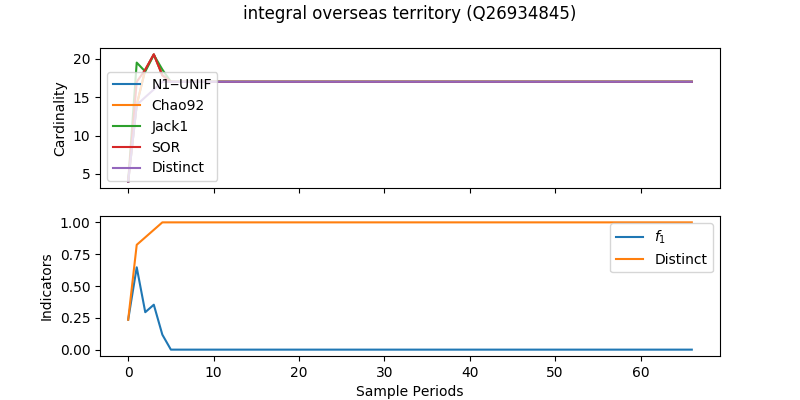 integral overseas territory (Q26934845)
Cardinality
20
15
10
5
N1−UNIF
Chao92
Jack1
SOR
Distinct
Indicators
1.00
0.75
0.50
0.25
0.00
f1
Distinct
0 10 20 30 40 50 60
Sample Periods